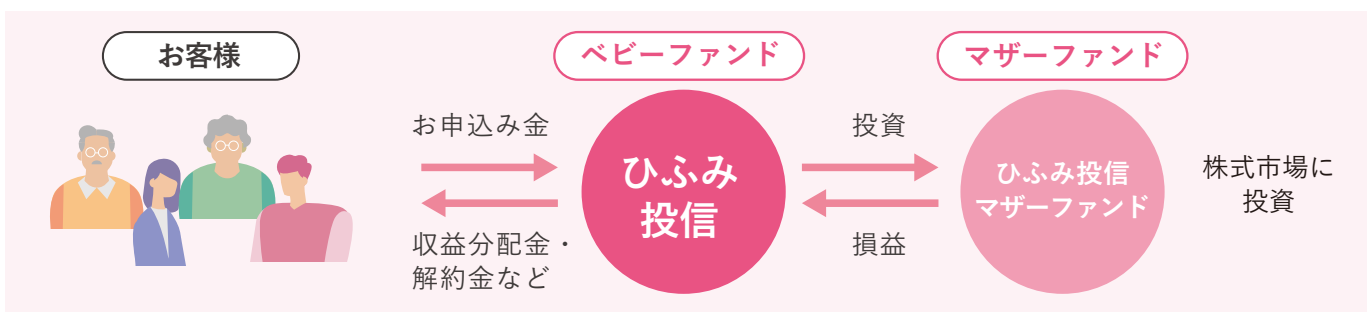 お客様
ベビーファンド
マザーファンド
お申込み金
収益分配金・
解約金など
ひふみ
投信
投資
損益
ひふみ投信
マザーファンド
株式市場に
投資